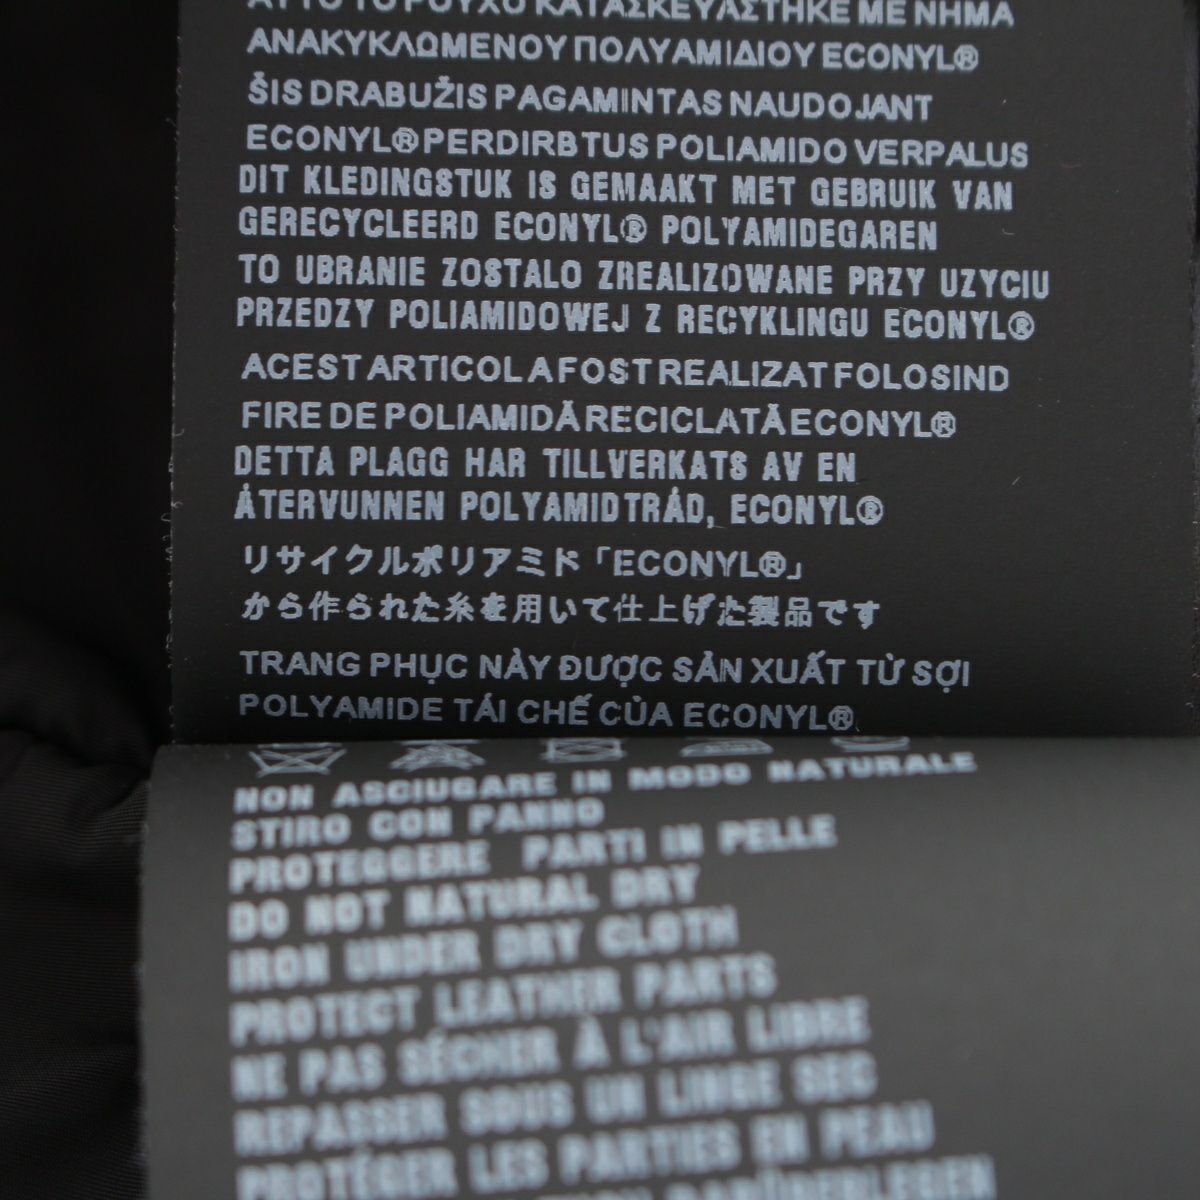 ΑΥΤΟ ΤΟ ΡΟΥΧΟ ΚΑΤΑΣΚΕΥΑΣΤΗΚΕ ΜΕ ΝΗΜΑ
ΑΝΑΚΥΚΛΩΜΕΝΟΥ ΠΟΛΥΑΜΙΔΙΟΥ ECONYL®
ŠIS DRABUŽIS PAGAMINTAS NAUDOJANT
ECONYL® PERDIRBTUS POLIAMIDO VERPALUS
DIT KLEDINGSTUK IS GEMAAKT MET GEBRUIK VAN
GERECYCLEERD ECONYL® POLYAMIDEGAREN
TO UBRANIE ZOSTALO ZREALIZOWANE PRZY UZYCIU
PRZEDZY POLIAMIDOWEJ Z RECYKLINGU ECONYL®
ACEST ARTICOL A FOST REALIZAT FOLOSIND
FIRE DE POLIAMIDĂ RECICLATĂ ECONYL®
DETTA PLAGG HAR TILLVERKATS AV EN
ÅTERVUNNEN POLYAMIDTRÅD, ECONYL®
リサイクルポリアミド「ECONYL®」
から作られた糸を用いて仕上げた製品です
TRANG PHỤC NÀY ĐƯỢC SẢN XUẤT TỪ SỢI
POLYAMIDE TÁI CHẾ CỦA ECONYL®
NON ASCIUGARE IN MODO NATURALE
STIRO CON PANNO
PROTEGGERE PARTI IN PELLE
DO NOT NATURAL DRY
IRON UNDER DRY CLOTH
PROTECT LEATHER PARTS
NE PAS SÉCHER À L'AIR LIBRE
REPASSER SOUS UN LINGE SEC
PROTÉGER LES PARTIES EN PEAU